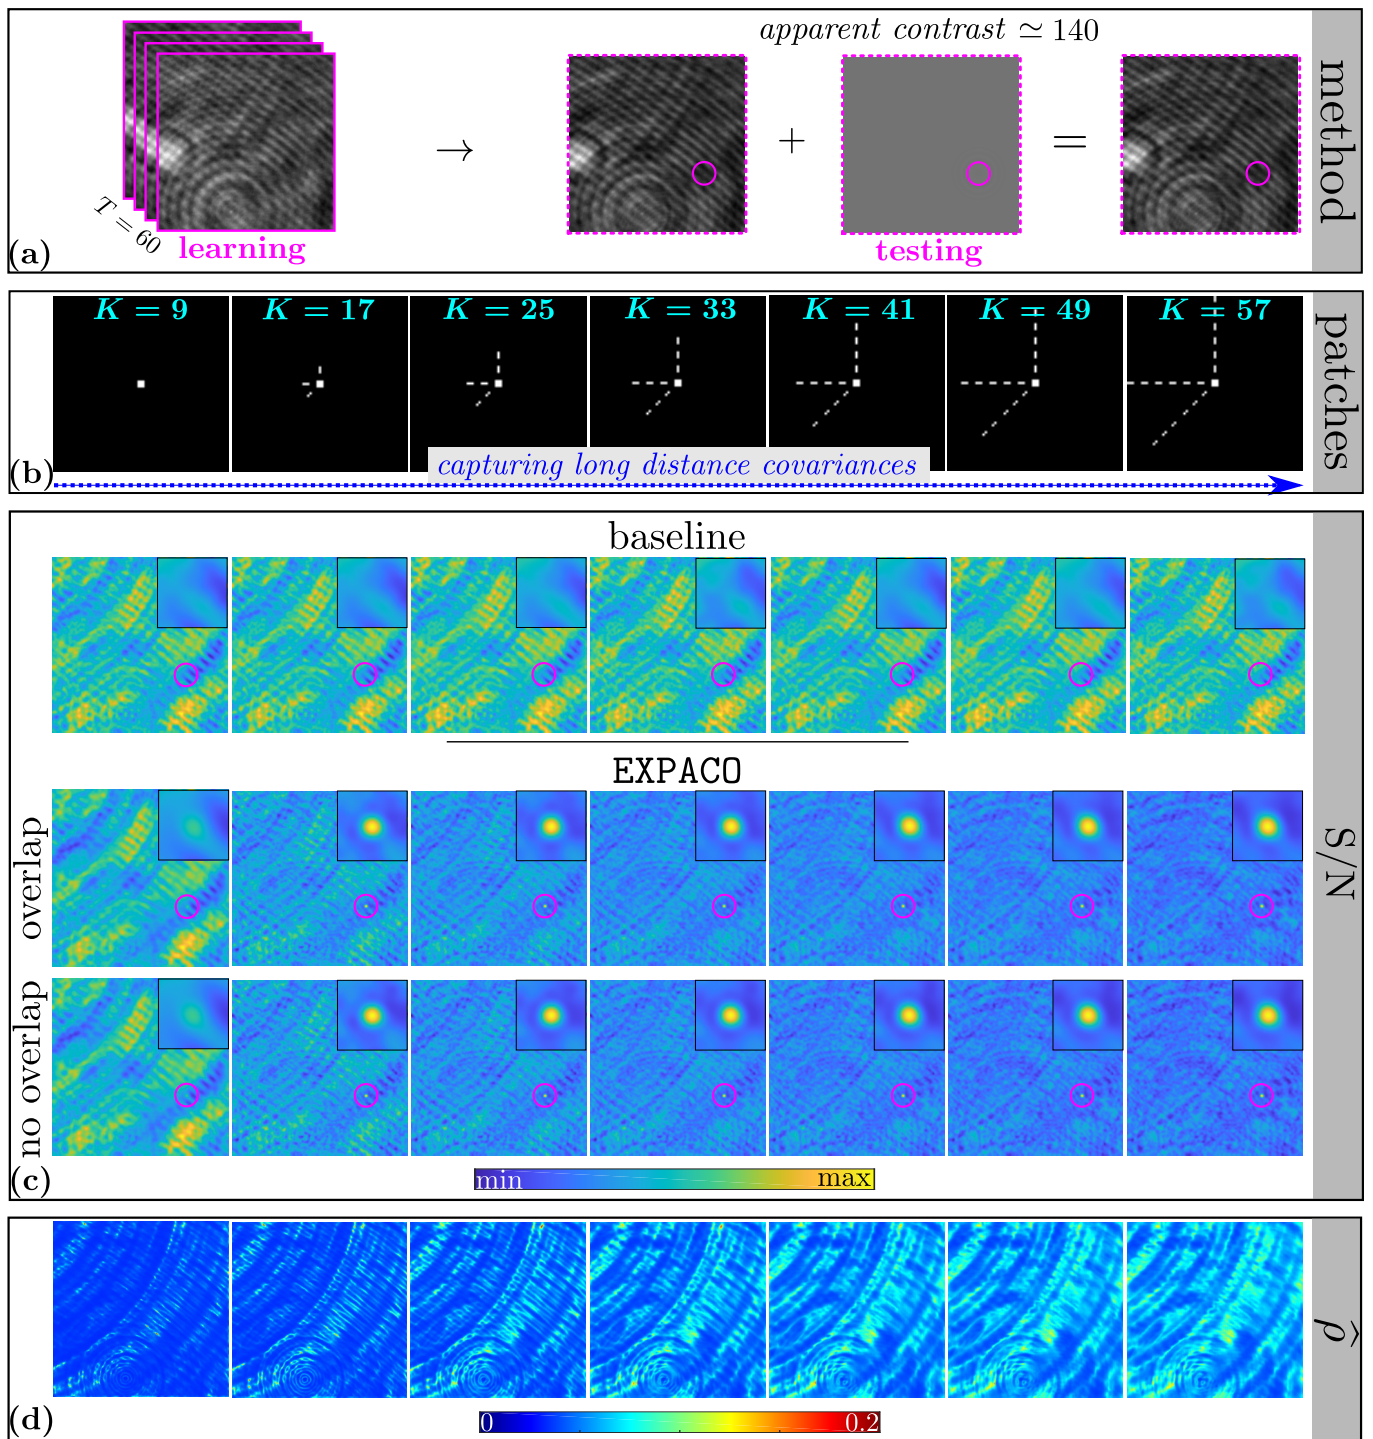 apparent contrast ≃ 140
method
→
+
=
T = 60
learning
testing
(a)
K = 9
K = 17
K = 25
K = 33
K = 41
K = 49
K = 57
patches
capturing long distance covariances
(b)
baseline
EXPACO
overlap
no overlap
S/N
min
max
(c)
ρ̂
0
0.2
(d)